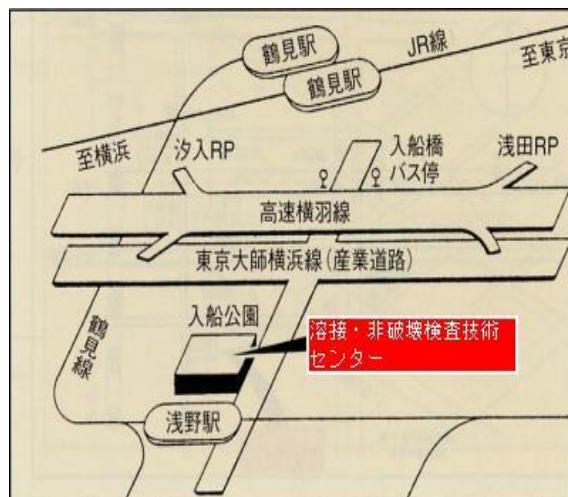 鶴見駅
JR線
至東京
鶴見駅
至横浜
汐入RP
入船橋
バス停
浅田RP
高速横羽線
東京大師横浜線(産業道路)
鶴見線
入船公園
溶接・非破壊検査技術
センター
浅野駅